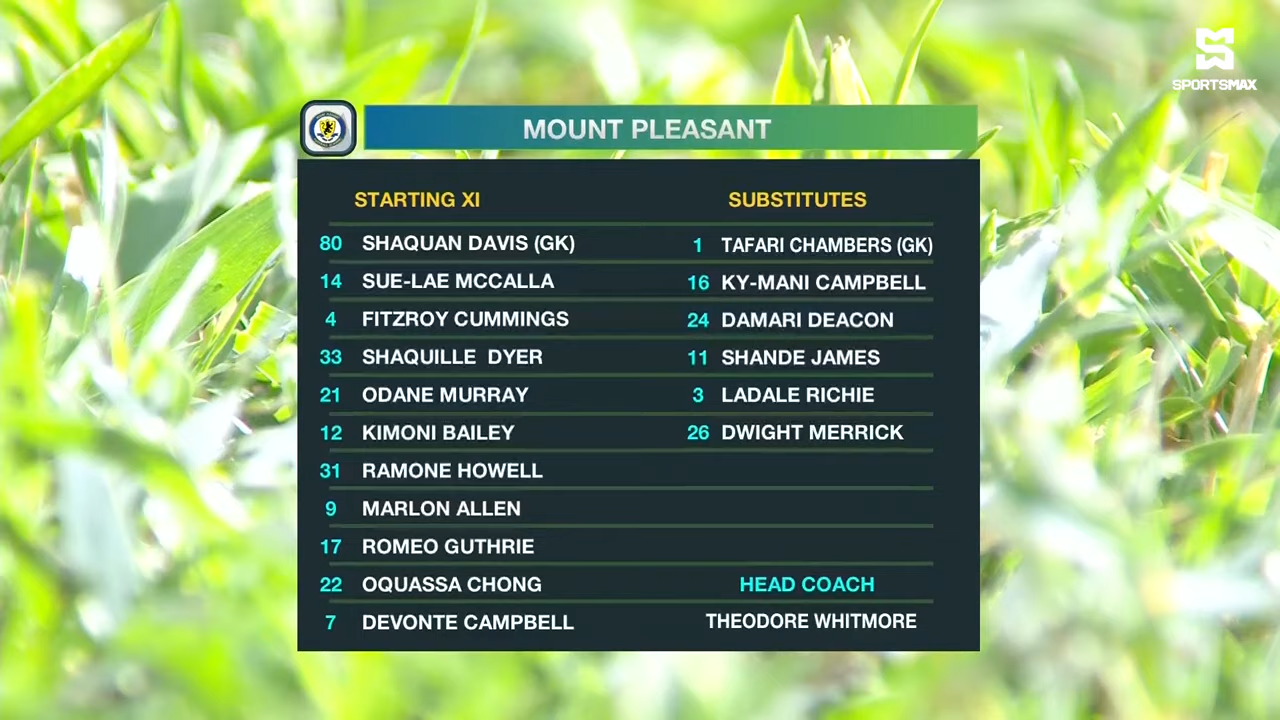 SPORTSMAX
MOUNT PLEASANT
STARTING XI
80 SHAQUAN DAVIS (GK)
14 SUE-LAE MCCALLA
4 FITZROY CUMMINGS
33 SHAQUILLE DYER
21 ODANE MURRAY
12 KIMONI BAILEY
31 RAMONE HOWELL
9 MARLON ALLEN
17 ROMEO GUTHRIE
22 OQUASSA CHONG
7 DEVONTE CAMPBELL
SUBSTITUTES
1 TAFARI CHAMBERS (GK)
16 KY-MANI CAMPBELL
24 DAMARI DEACON
11 SHANDE JAMES
3 LADALE RICHIE
26 DWIGHT MERRICK
HEAD COACH
THEODORE WHITMORE